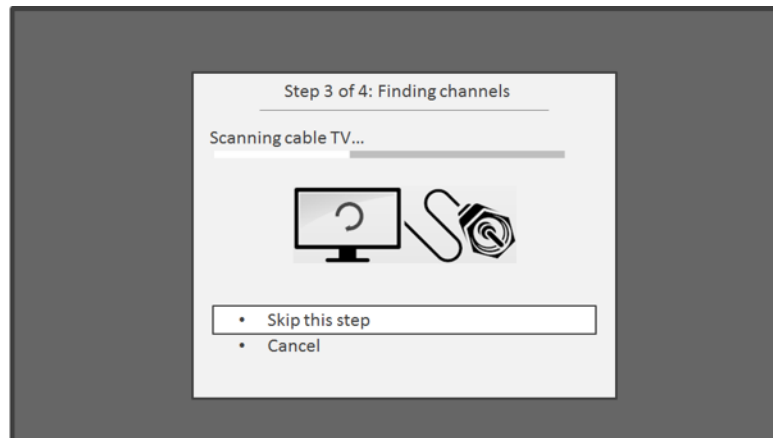 Step 3 of 4: Finding channels
Scanning cable TV...
• Skip this step
• Cancel